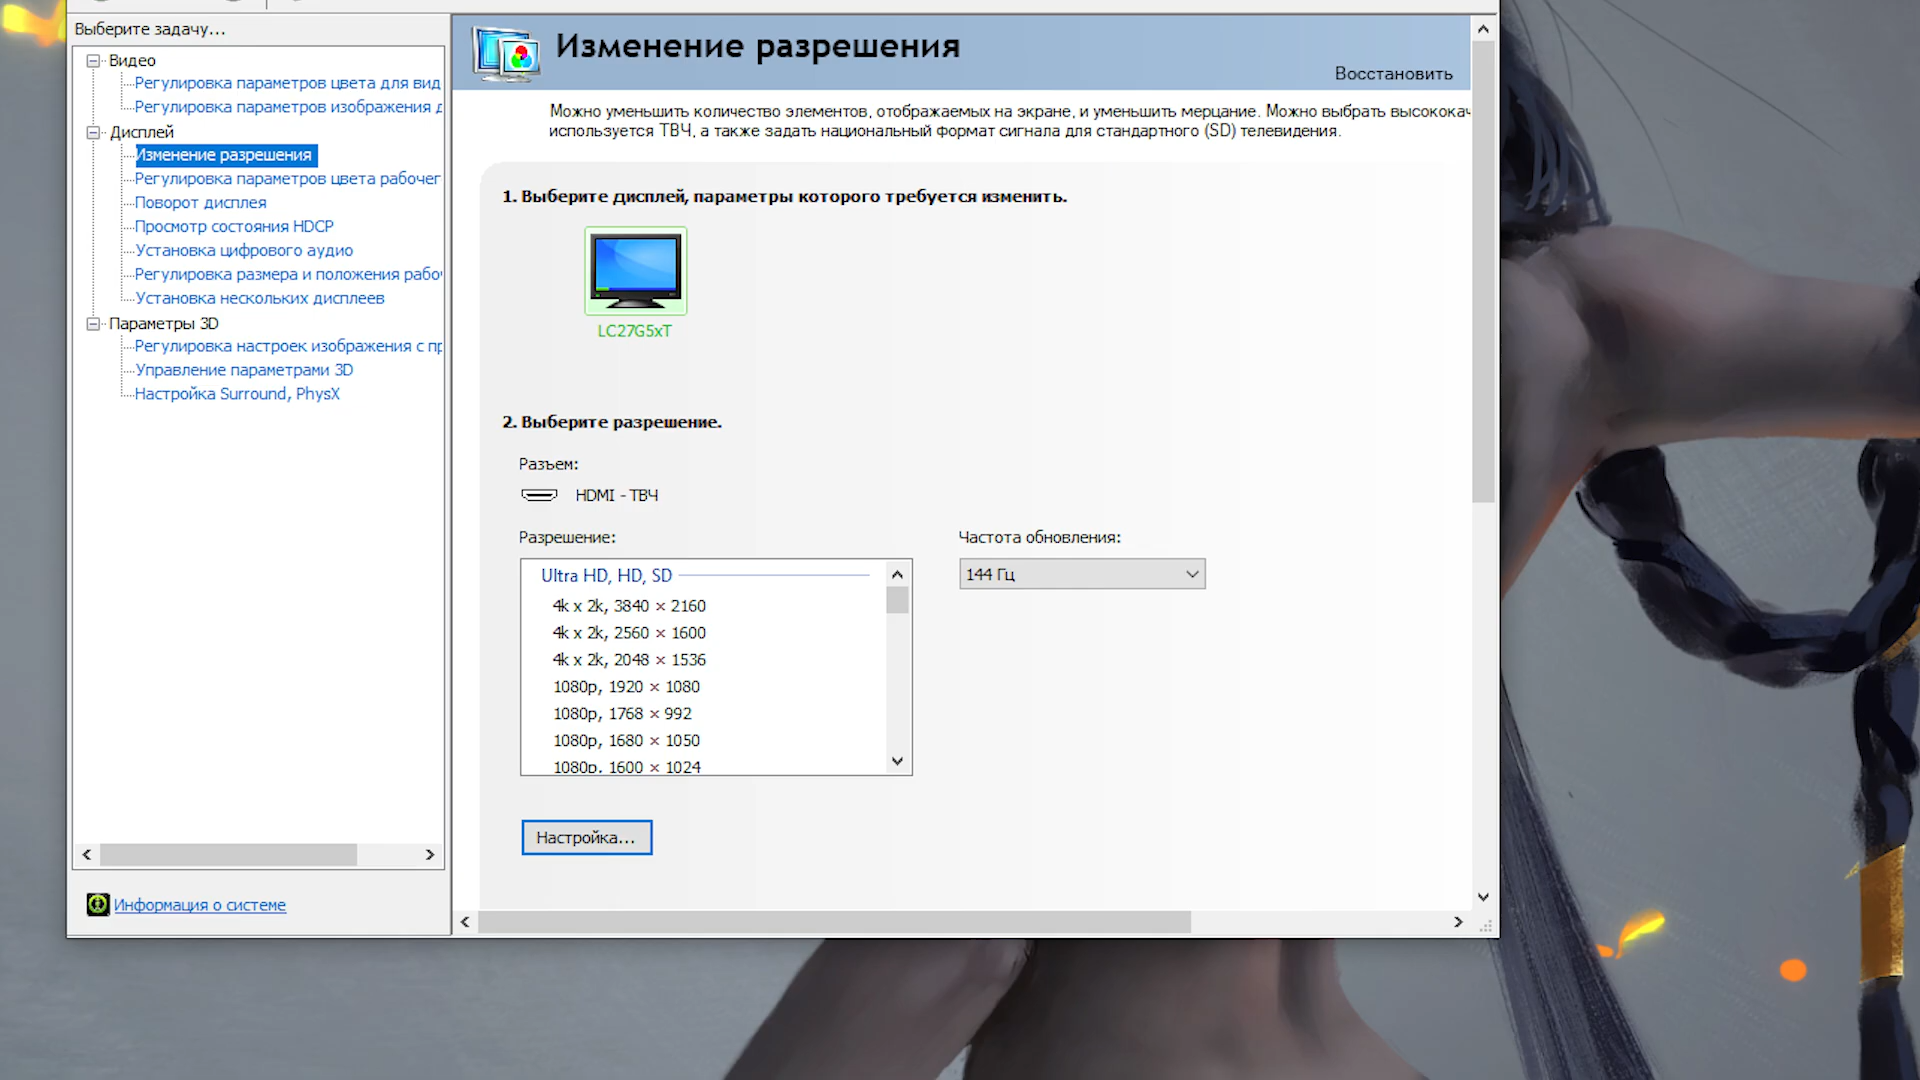 Выберите задачу...
Видео
Регулировка параметров цвета для вид
Регулировка параметров изображения д
Дисплей
Изменение разрешения
Регулировка параметров цвета рабочег
Поворот дисплея
Просмотр состояния HDCP
Установка цифрового аудио
Регулировка размера и положения рабоч
Установка нескольких дисплеев
Параметры 3D
Регулировка настроек изображения с пр
Управление параметрами 3D
Настройка Surround, PhysX
Информация о системе
Изменение разрешения
Восстановить
Можно уменьшить количество элементов, отображаемых на экране, и уменьшить мерцание. Можно выбрать высококач
используется ТВЧ, а также задать национальный формат сигнала для стандартного (SD) телевидения.
1. Выберите дисплей, параметры которого требуется изменить.
LC27G5xT
2. Выберите разрешение.
Разъем:
HDMI - ТВЧ
Разрешение:
Частота обновления:
Ultra HD, HD, SD
144 Гц
4k x 2k, 3840 × 2160
4k x 2k, 2560 × 1600
4k x 2k, 2048 × 1536
1080p, 1920 × 1080
1080p, 1768 × 992
1080p, 1680 × 1050
1080p, 1600 × 1024
Настройка...